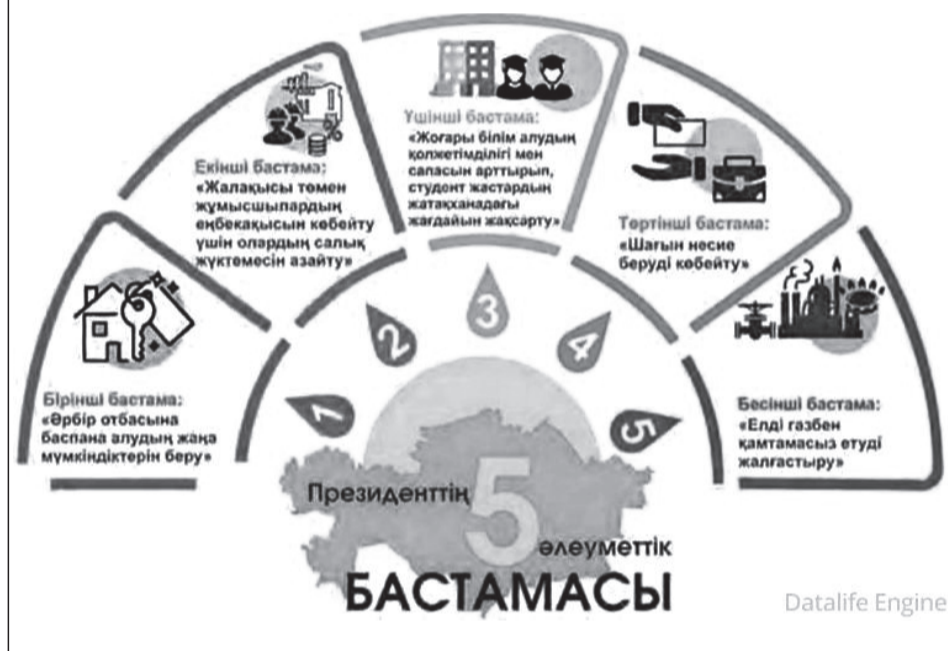 Бірінші бастама:
«Әрбір отбасына
баспана алудың жаңа
мүмкіндіктерін беру»
Екінші бастама:
«Жалақысы төмен
жұмысшылардың
еңбекақысын көбейту
үшін олардың салық
жүктемесін азайту»
Үшінші бастама:
«Жоғары білім алудың
қолжетімділігі мен
сапасын арттырып,
студент жастардың
жатақханадағы
жағдайын жақсарту»
Төртінші бастама:
«Шағын несие
беруді көбейту»
Бесінші бастама:
«Елді газбен
қамтамасыз етуді
жалғастыру»
1
2
3
4
5
Президенттің 5
әлеуметтік
БАСТАМАСЫ
Datalife Engine